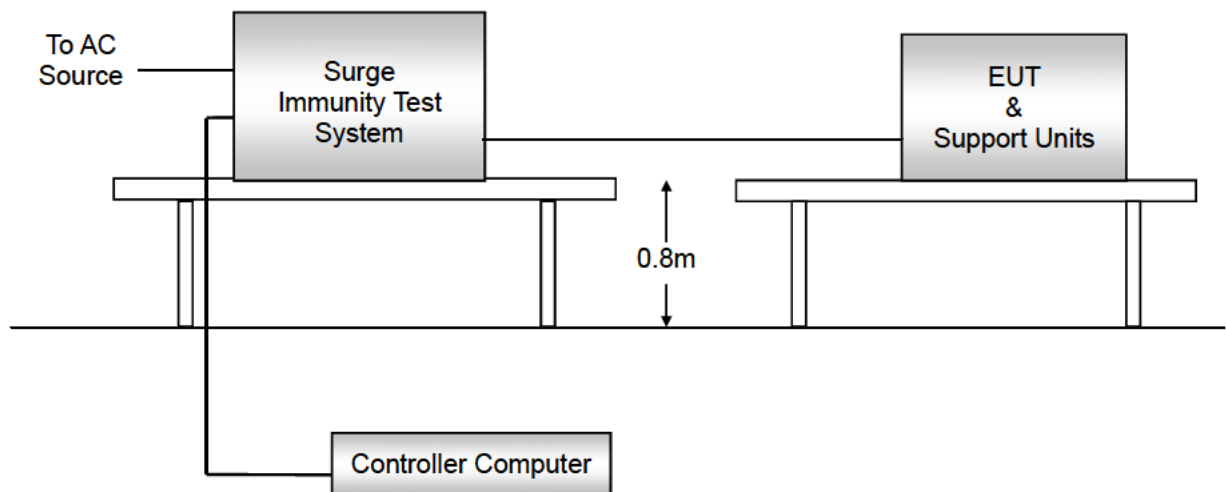 To AC
Source
Surge
Immunity Test
System
EUT
&
Support Units
0.8m
Controller Computer